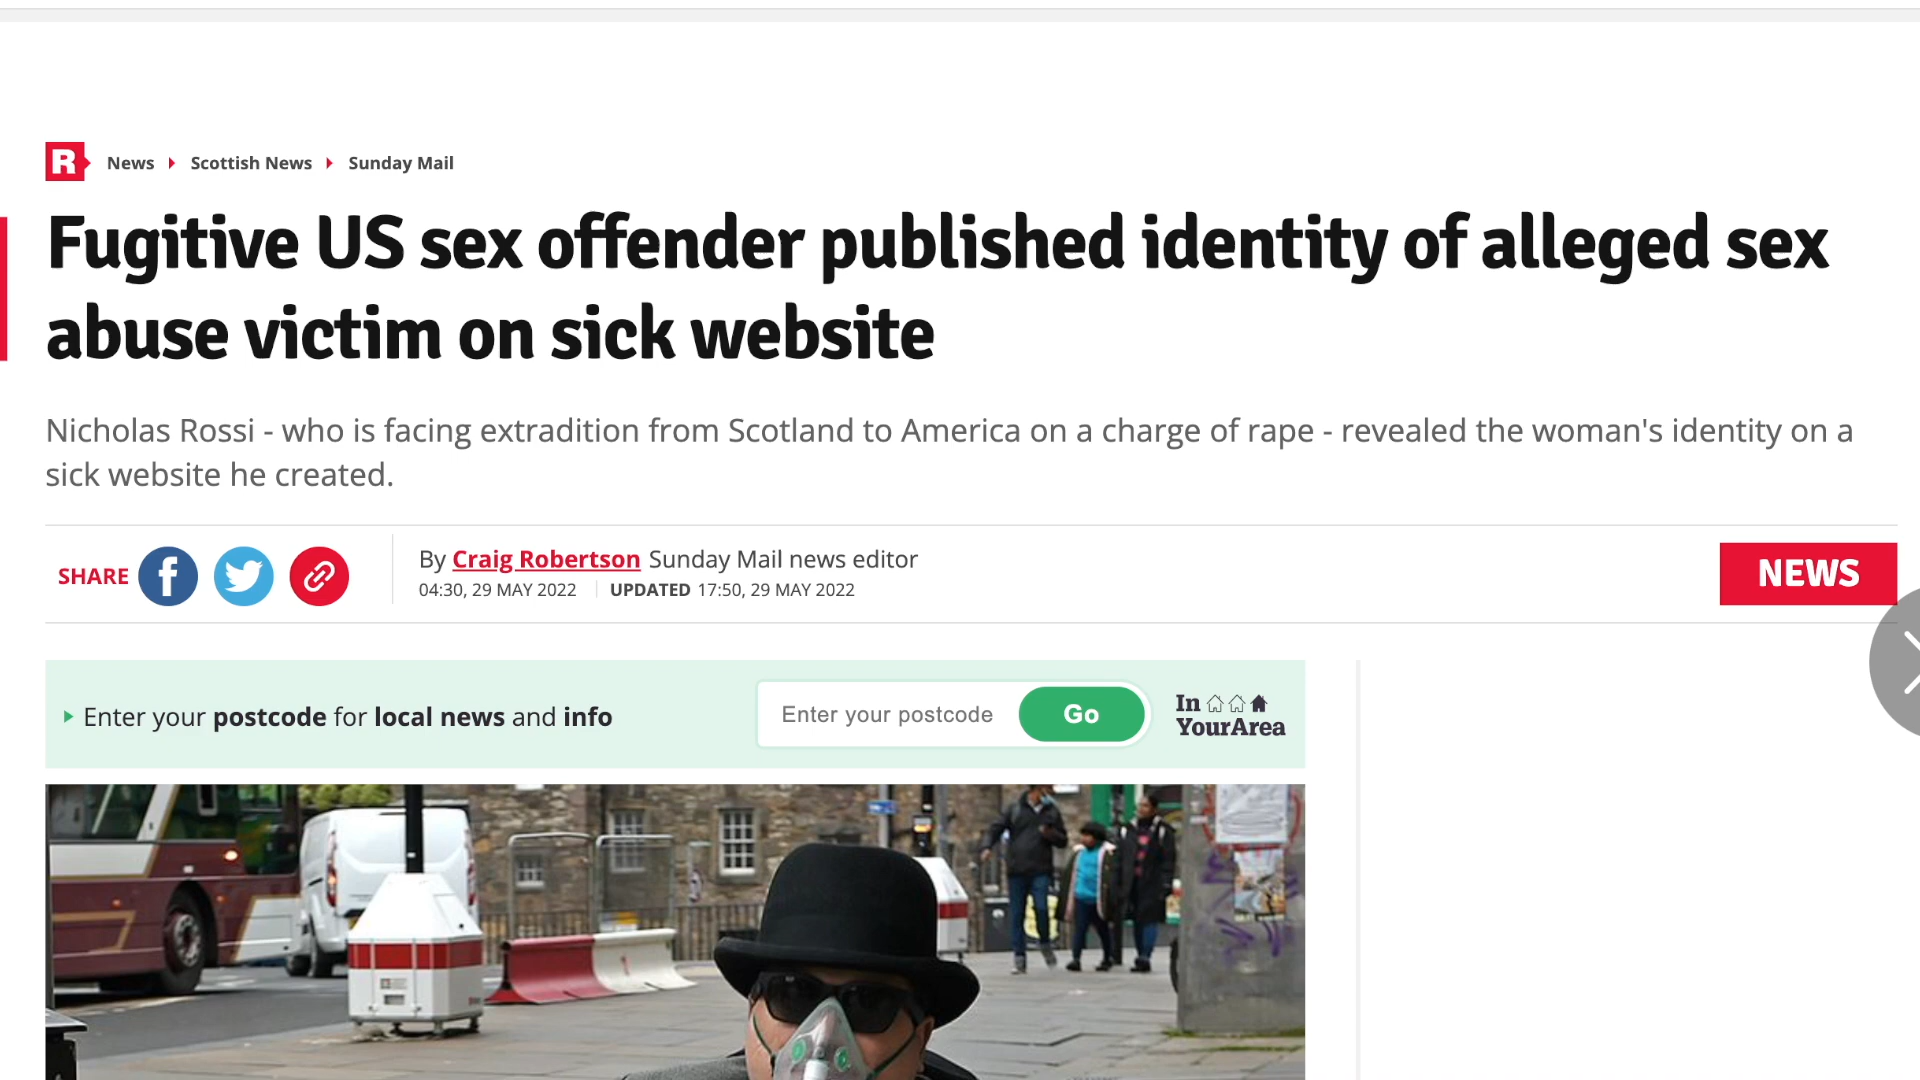 R News Scottish News Sunday Mail
Fugitive US sex offender published identity of alleged sex
abuse victim on sick website
Nicholas Rossi - who is facing extradition from Scotland to America on a charge of rape - revealed the woman's identity on a
sick website he created.
SHARE
By Craig Robertson Sunday Mail news editor
04:30, 29 MAY 2022 UPDATED 17:50, 29 MAY 2022
NEWS
Enter your postcode for local news and info
Enter your postcode
Go
In
YourArea